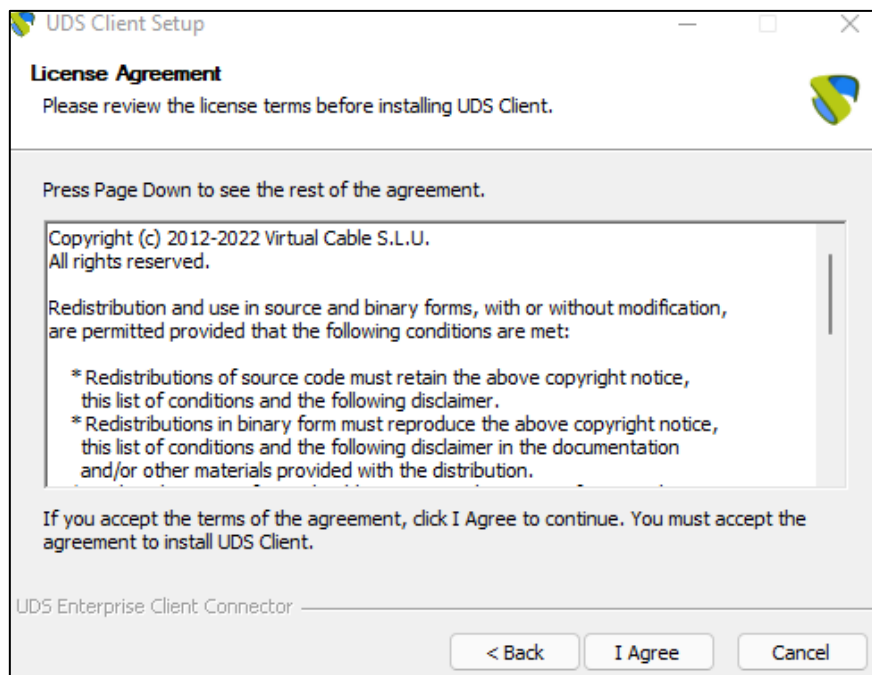 UDS Client Setup
License Agreement
Please review the license terms before installing UDS Client.
Press Page Down to see the rest of the agreement.
Copyright (c) 2012-2022 Virtual Cable S.L.U.
All rights reserved.
Redistribution and use in source and binary forms, with or without modification,
are permitted provided that the following conditions are met:
* Redistributions of source code must retain the above copyright notice,
this list of conditions and the following disclaimer.
* Redistributions in binary form must reproduce the above copyright notice,
this list of conditions and the following disclaimer in the documentation
and/or other materials provided with the distribution.
If you accept the terms of the agreement, click I Agree to continue. You must accept the
agreement to install UDS Client.
UDS Enterprise Client Connector
< Back I Agree Cancel